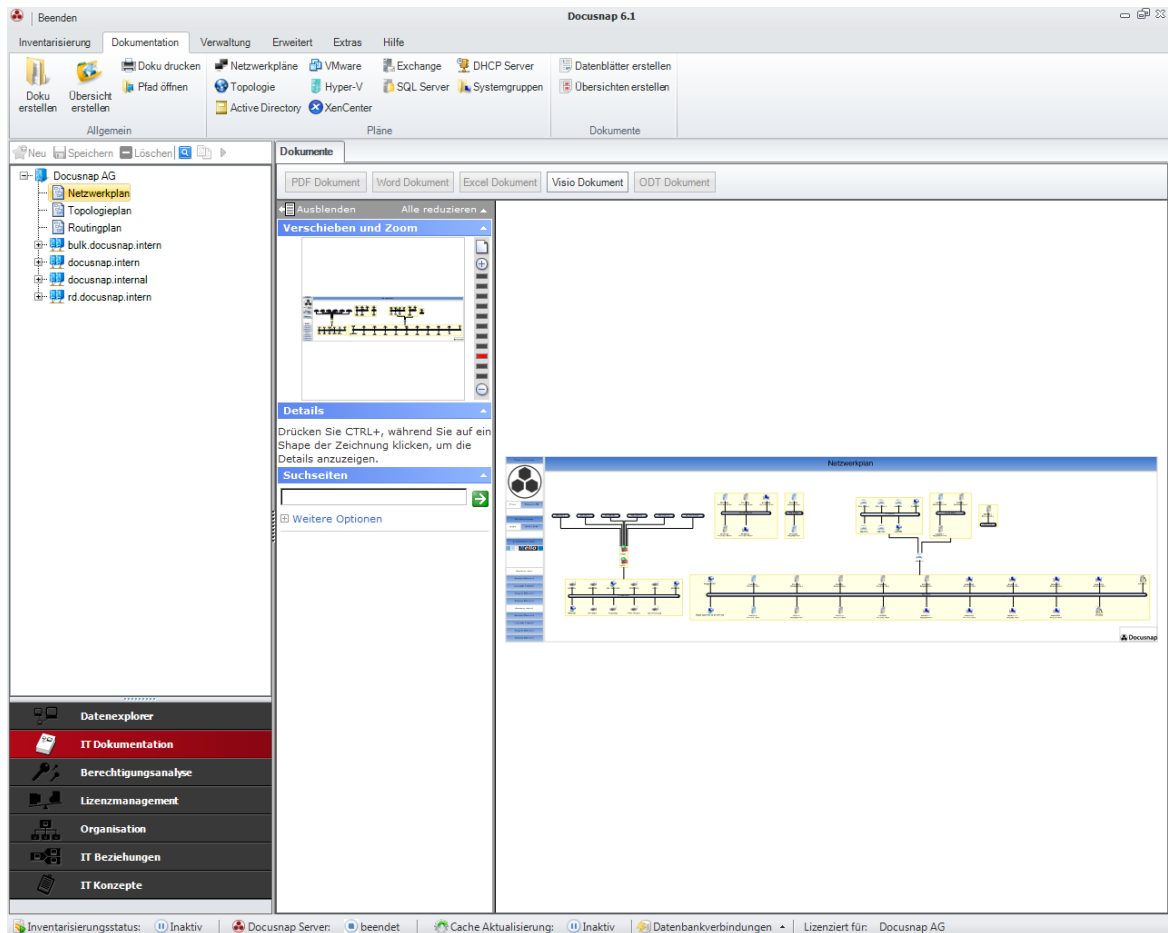 Beenden
Docusnap 6.1
Inventarisierung Dokumentation Verwaltung Erweitert Extras Hilfe
Doku erstellen
Übersicht erstellen
Doku drucken
Pfad öffnen
Allgemein
Netzwerkpläne VMware Exchange DHCP Server
Topologie Hyper-V SQL Server Systemgruppen
Active Directory XenCenter
Pläne
Datenblätter erstellen
Übersichten erstellen
Dokumente
Neu Speichern Löschen
Docusnap AG
Netzwerkplan
Topologieplan
Routingplan
bulk.docusnap.intern
docusnap.intern
docusnap.internal
rd.docusnap.intern
Dokumente
PDF Dokument Word Dokument Excel Dokument Visio Dokument ODT Dokument
Ausblenden Alle reduzieren
Verschieben und Zoom
Details
Drücken Sie CTRL+, während Sie auf ein
Shape der Zeichnung klicken, um die
Details anzuzeigen.
Suchseiten
Weitere Optionen
Netzwerkplan
Docusnap
Datenexplorer
IT Dokumentation
Berechtigungsanalyse
Lizenzmanagement
Organisation
IT Beziehungen
IT Konzepte
Inventarisierungsstatus: Inaktiv Docusnap Server: beendet Cache Aktualisierung: Inaktiv Datenbankverbindungen Lizenziert für: Docusnap AG